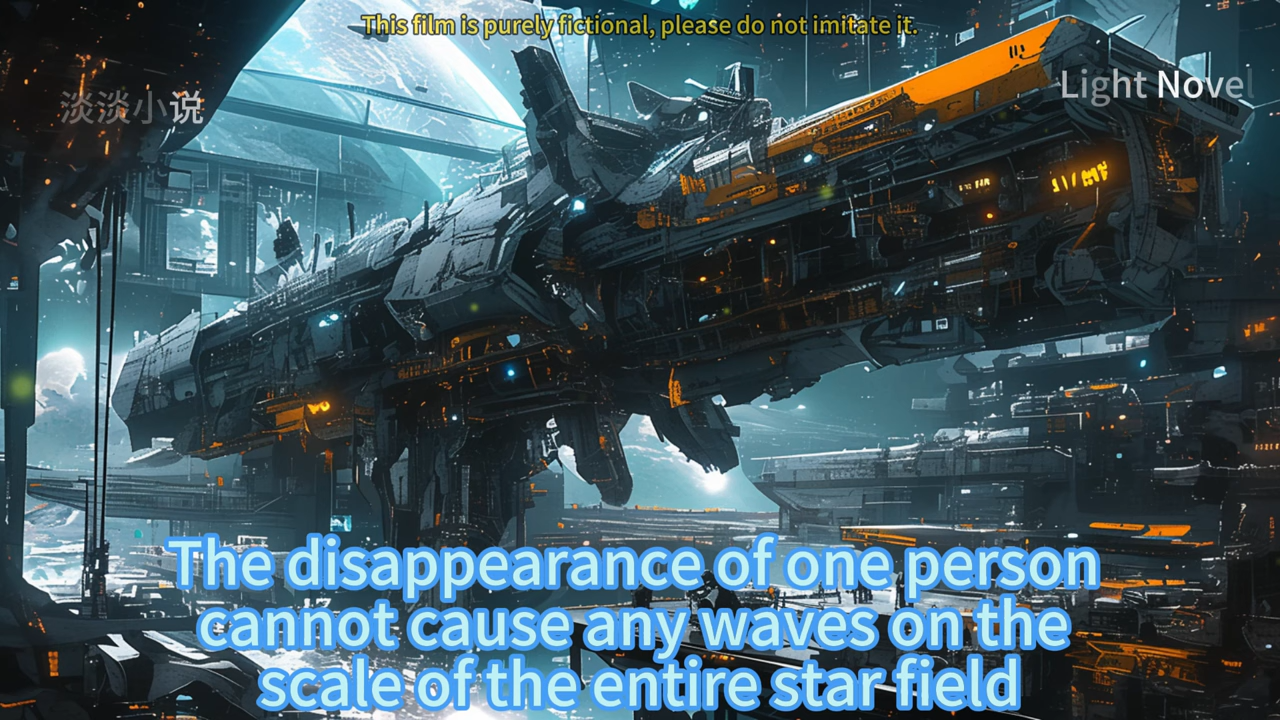 This film is purely fictional, please do not imitate it.
淡淡小说
Light Novel
The disappearance of one person
cannot cause any waves on the
scale of the entire star field